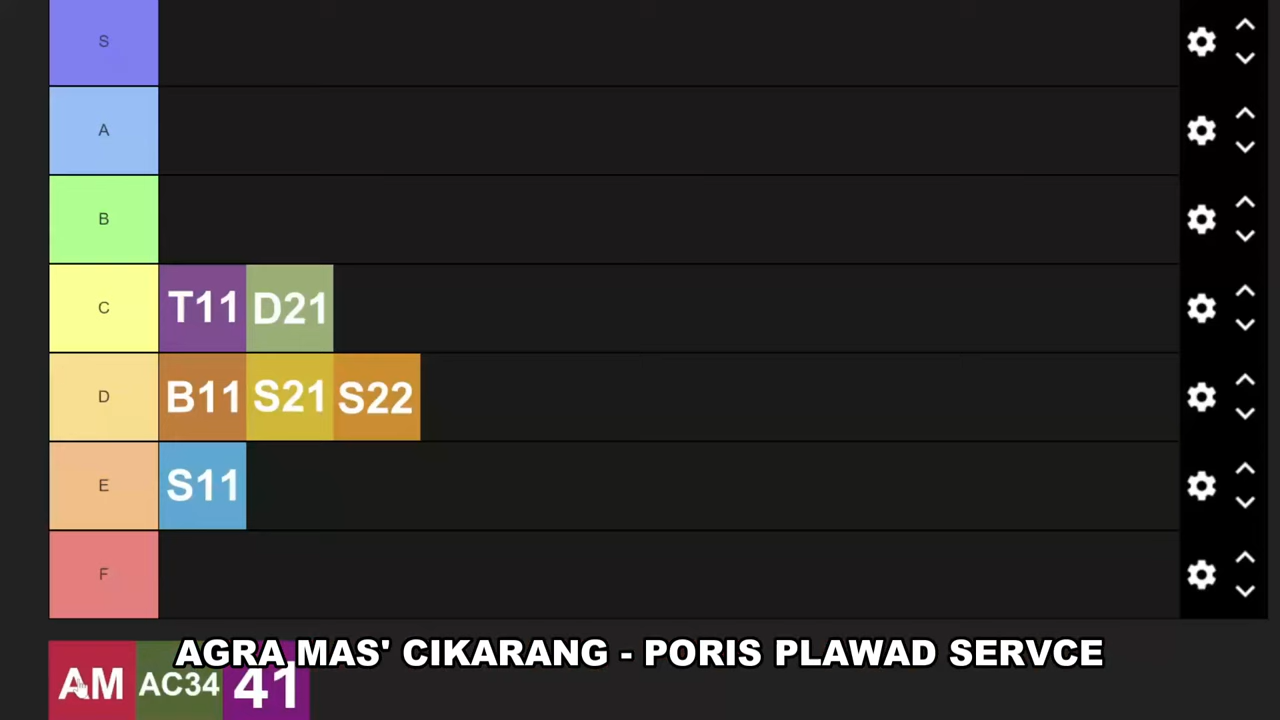 S
A
B
C T11 D21
D B11 S21 S22
E S11
F
AGRA MAS' CIKARANG - PORIS PLAWAD SERVCE
AM AC34 41